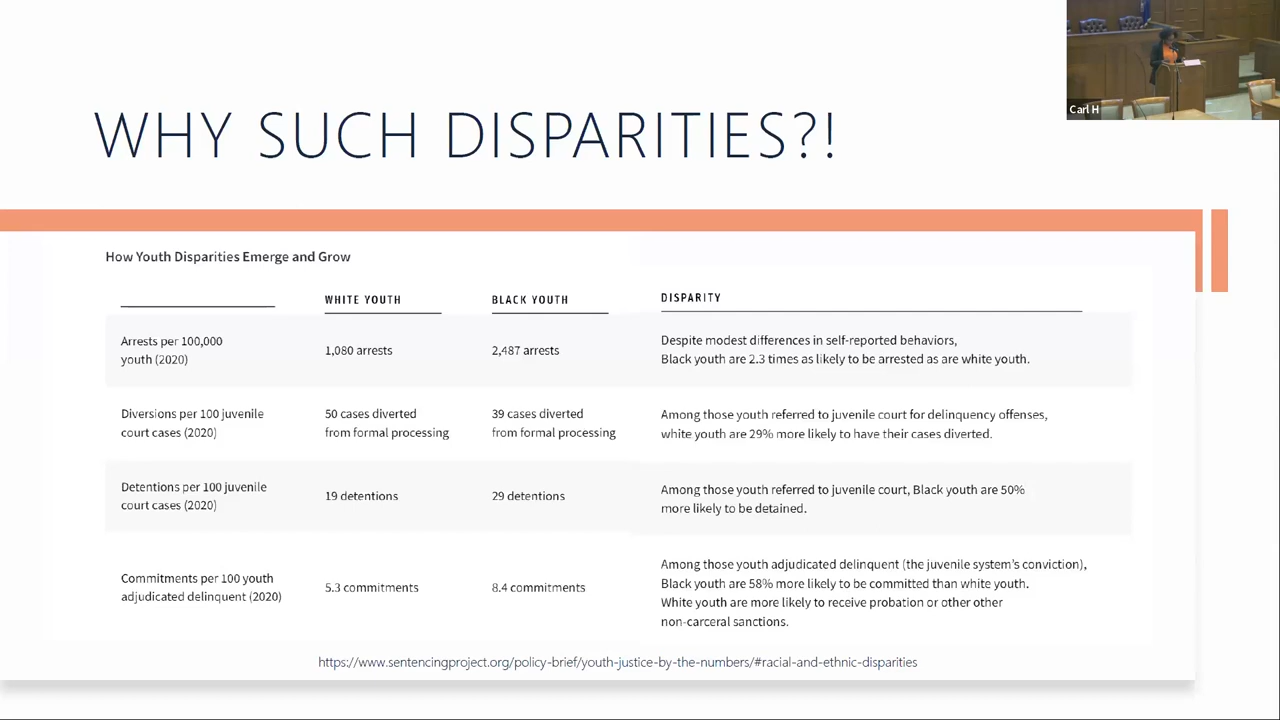 Carl H
WHY SUCH DISPARITIES?!
How Youth Disparities Emerge and Grow
WHITE YOUTH
BLACK YOUTH
DISPARITY
Arrests per 100,000
youth (2020)
1,080 arrests
2,487 arrests
Despite modest differences in self-reported behaviors,
Black youth are 2.3 times as likely to be arrested as are white youth.
Diversions per 100 juvenile
court cases (2020)
50 cases diverted
from formal processing
39 cases diverted
from formal processing
Among those youth referred to juvenile court for delinquency offenses,
white youth are 29% more likely to have their cases diverted.
Detentions per 100 juvenile
court cases (2020)
19 detentions
29 detentions
Among those youth referred to juvenile court, Black youth are 50%
more likely to be detained.
Commitments per 100 youth
adjudicated delinquent (2020)
5.3 commitments
8.4 commitments
Among those youth adjudicated delinquent (the juvenile system's conviction),
Black youth are 58% more likely to be committed than white youth.
White youth are more likely to receive probation or other other
non-carceral sanctions.
https://www.sentencingproject.org/policy-brief/youth-justice-by-the-numbers/#racial-and-ethnic-disparities